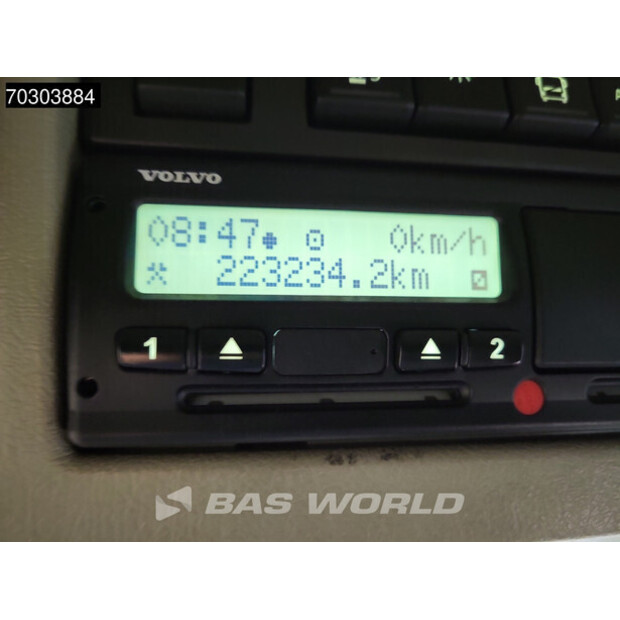 70303884
VOLVO
08:47 0km/h
223234.2km
1 2
BAS WORLD